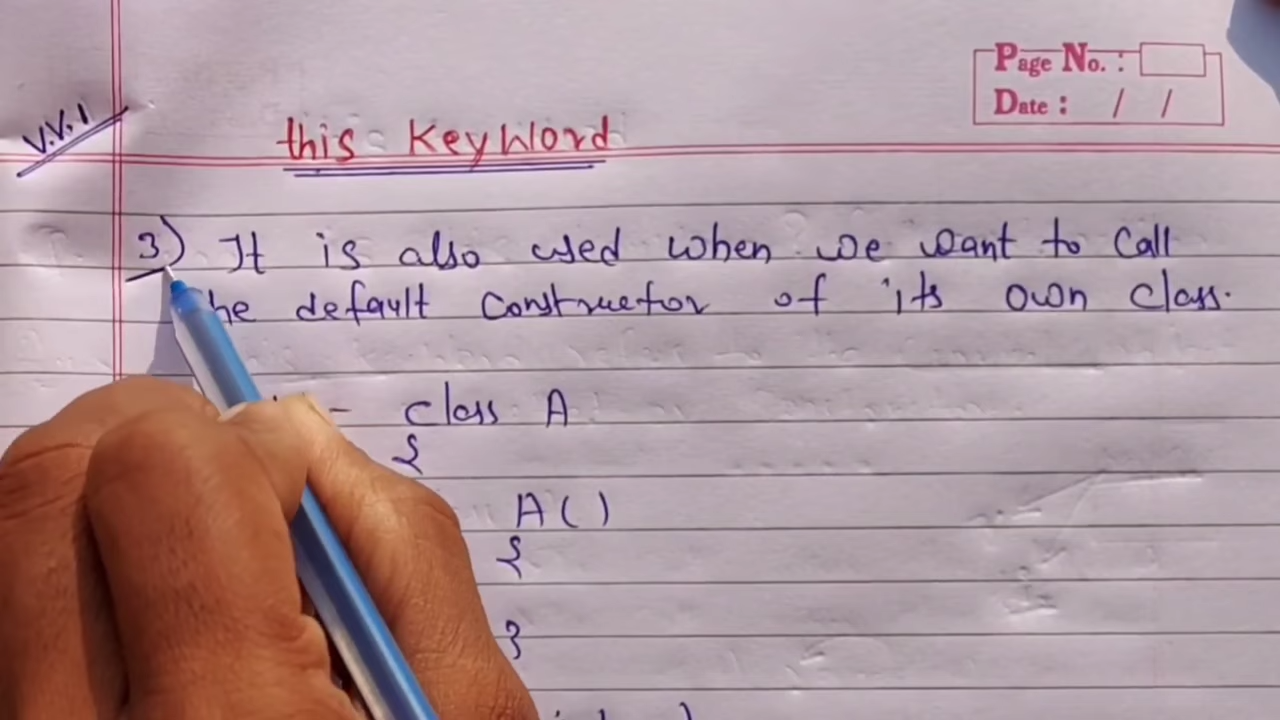 Page No. :
Date : / /
V.V.I
this KeyWord
3) It is also used when we want to Call
the default Constructor of its own class.
- class A
{
A ( )
{
}
)